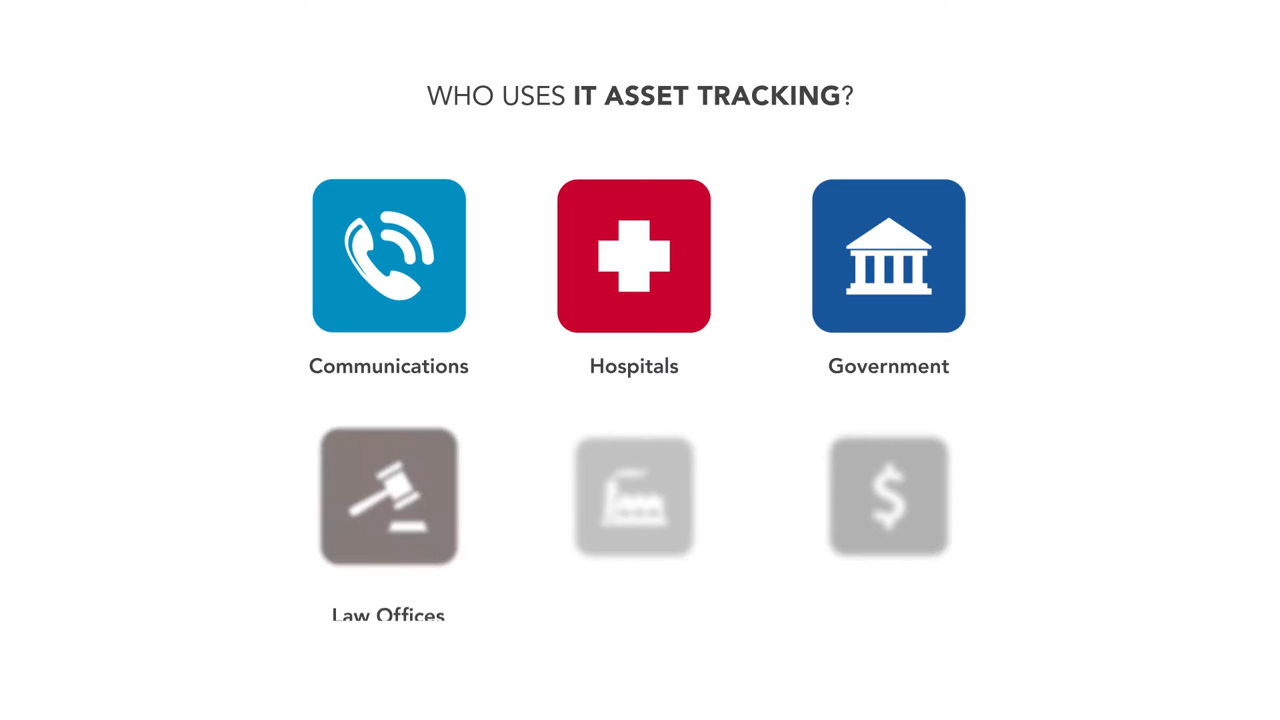 WHO USES IT ASSET TRACKING?
Communications
Hospitals
Government
Law Offices